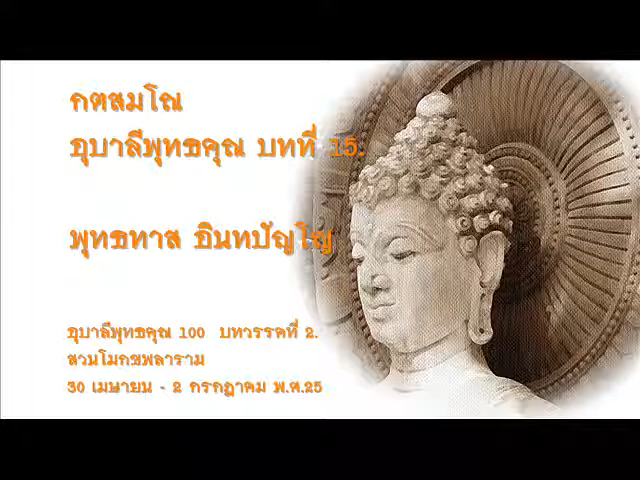 กตสมโณ
อุบาลีพุทธคุณ บทที่ 15.
พุทธทาส อินทปัญโญ
อุบาลีพุทธคุณ 100 บทวรรคที่ 2.
สวนโมกขพลาราม
30 เมษายน - 2 กรกฎาคม พ.ศ.25